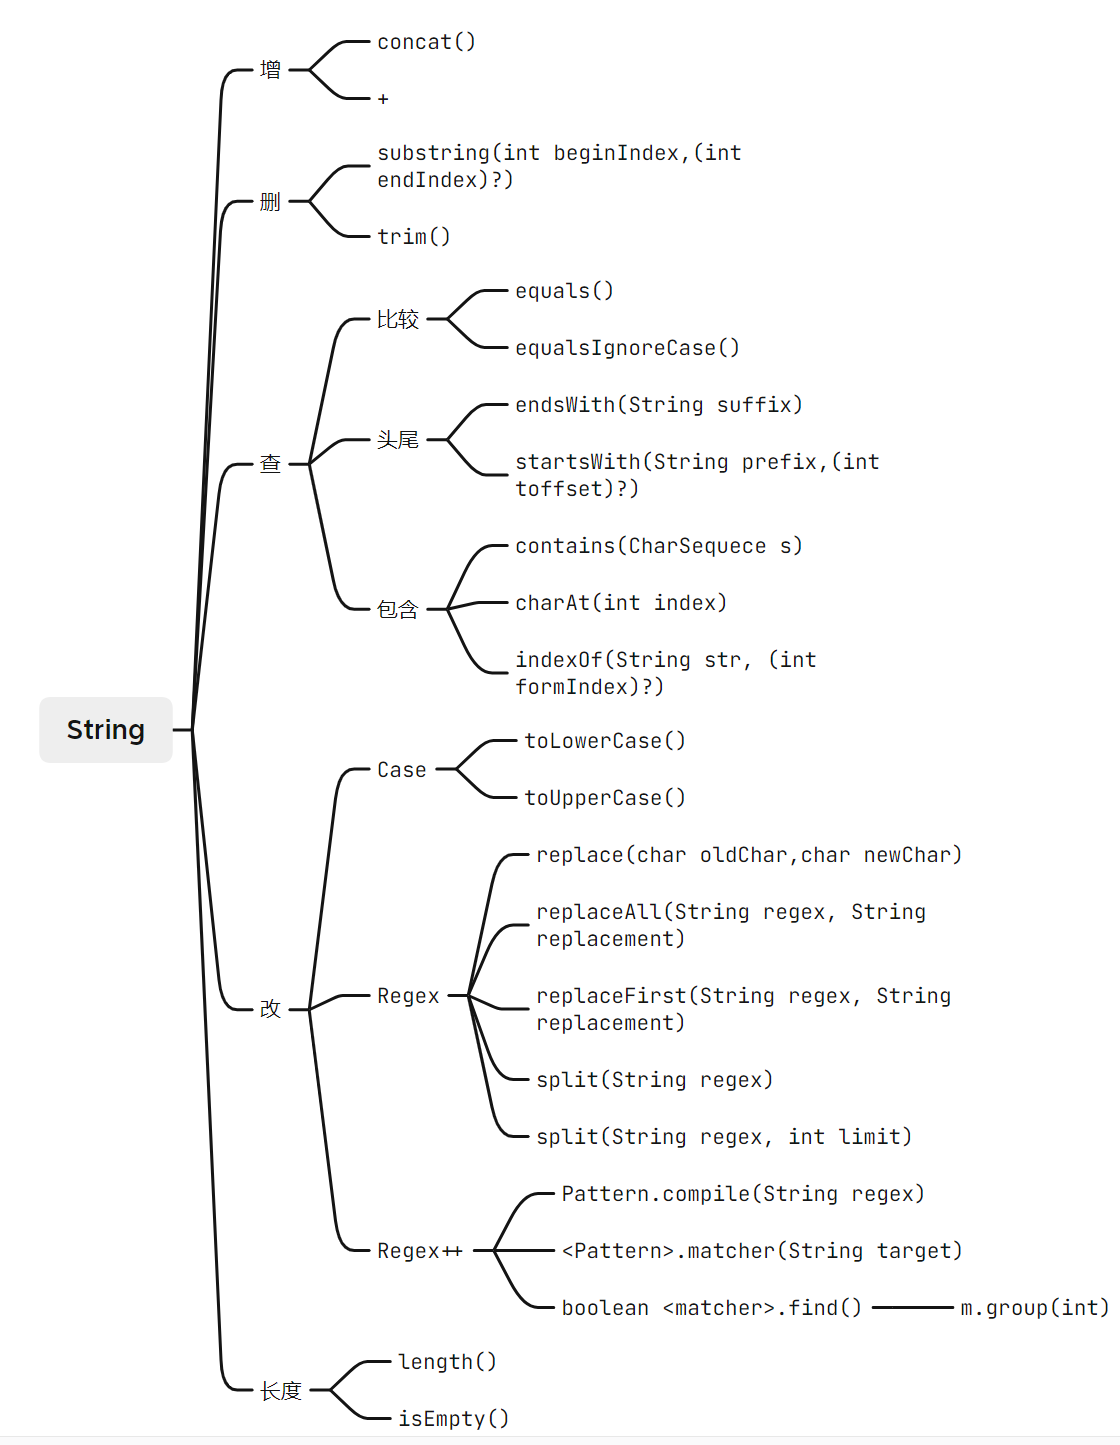 concat()
增
+
substring(int beginIndex,(int
endIndex)?)
删
trim()
equals()
比较
equalsIgnoreCase()
endsWith(String suffix)
头尾
查
startsWith(String prefix,(int
toffset)?)
contains(CharSequece s)
charAt(int index)
包含
indexOf(String str, (int
formIndex)?)
String
toLowerCase()
Case
toUpperCase()
replace(char oldChar,char newChar)
replaceAll(String regex, String
replacement)
Regex
replaceFirst(String regex, String
replacement)
改
split(String regex)
split(String regex, int limit)
Pattern.compile(String regex)
Regex++
<Pattern>.matcher(String target)
boolean <matcher>.find()
m.group(int)
length()
长度
isEmpty()